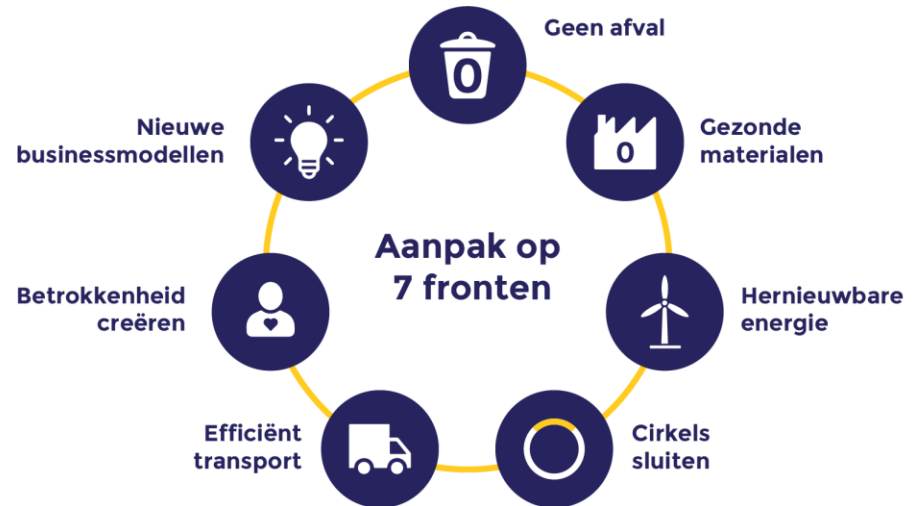 Geen afval
0
Gezonde
materialen
0
Hernieuwbare
energie
Cirkels
sluiten
Efficiënt
transport
Betrokkenheid
creëren
Nieuwe
businessmodellen
Aanpak op
7 fronten